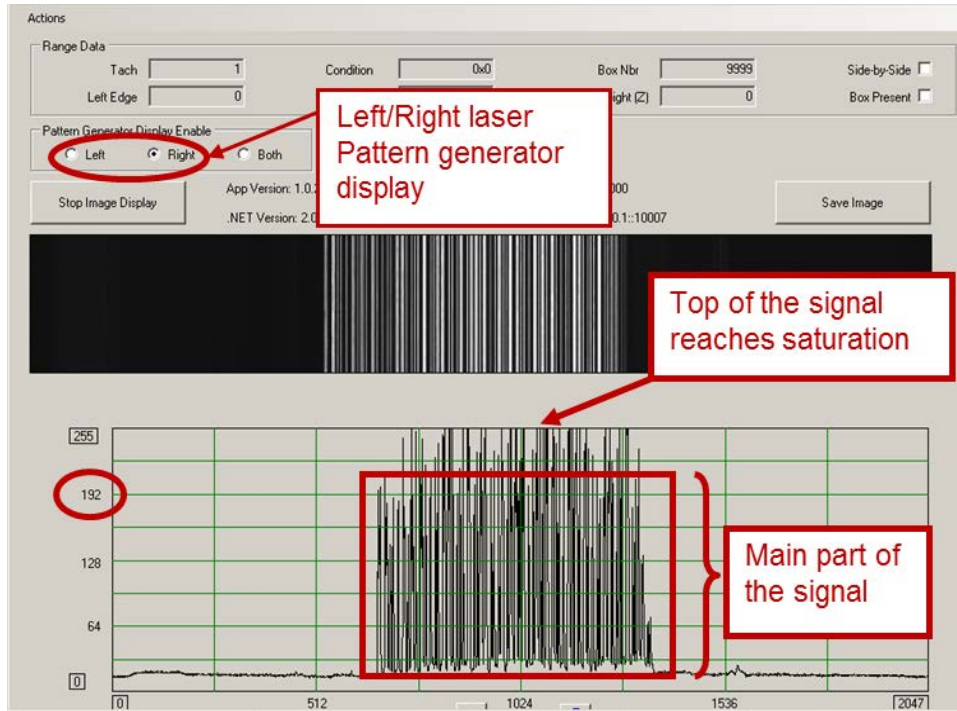 Actions
Range Data
Tach 1 Condition 0x0 Box Nbr 9999 Side-by-Side
Left Edge 0 (Z) 0 Box Present
Pattern Generator Display Enable
Left Right Both
Left/Right laser
Pattern generator
display
Stop Image Display
App Version: 1.0.
.NET Version: 2.0
000
0.1::10007
Save Image
Top of the signal
reaches saturation
255
192
128
64
0
Main part of
the signal
0 512 1024 1536 2047